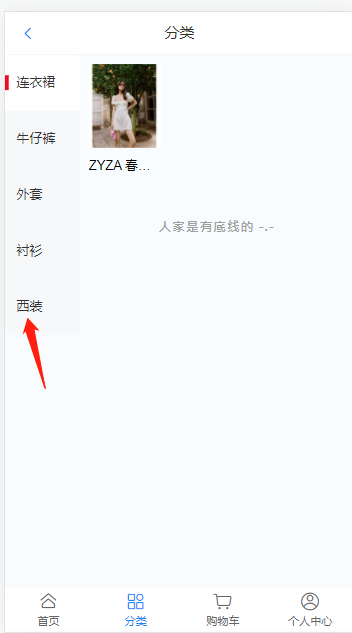 分类
连衣裙
牛仔裤
外套
衬衫
西装
ZYZA 春...
人家是有底线的 -.-
首页
分类
购物车
个人中心